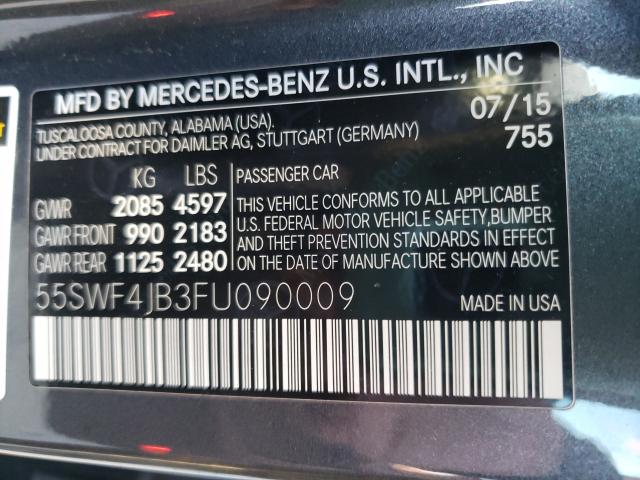 MFD BY MERCEDES-BENZ U.S. INTL., INC
TUSCALOOSA COUNTY, ALABAMA (USA). 07/15
UNDER CONTRACT FOR DAIMLER AG, STUTTGART (GERMANY) 755
KG LBS PASSENGER CAR
GVWR 2085 4597
GAWR FRONT 990 2183
GAWR REAR 1125 2480
THIS VEHICLE CONFORMS TO ALL APPLICABLE
U.S. FEDERAL MOTOR VEHICLE SAFETY,BUMPER
AND THEFT PREVENTION STANDARDS IN EFFECT
ON THE DATE OF MANUFACTURE SHOWN ABOVE
55SWF4JB3FU090009 MADE IN USWF